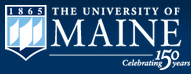 1865
THE UNIVERSITY OF
MAINE
Celebrating 150 years